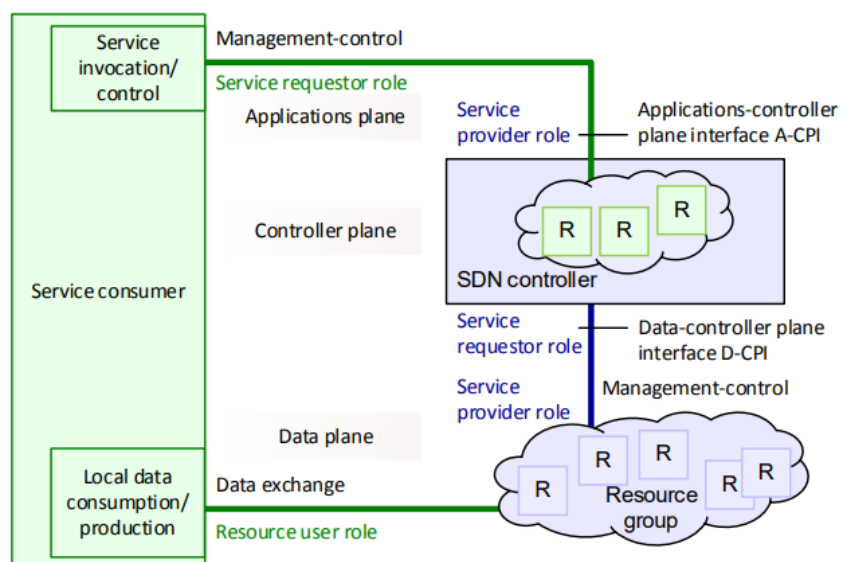 Service
invocation/
control
Management-control
Service requestor role
Applications plane
Service
provider role
Applications-controller
plane interface A-CPI
R
R
R
SDN controller
Controller plane
Service consumer
Service
requestor role
Data-controller plane
interface D-CPI
Service
provider role
Management-control
Data plane
R
R
R
R
R
Resource
group
Local data
consumption/
production
Data exchange
Resource user role